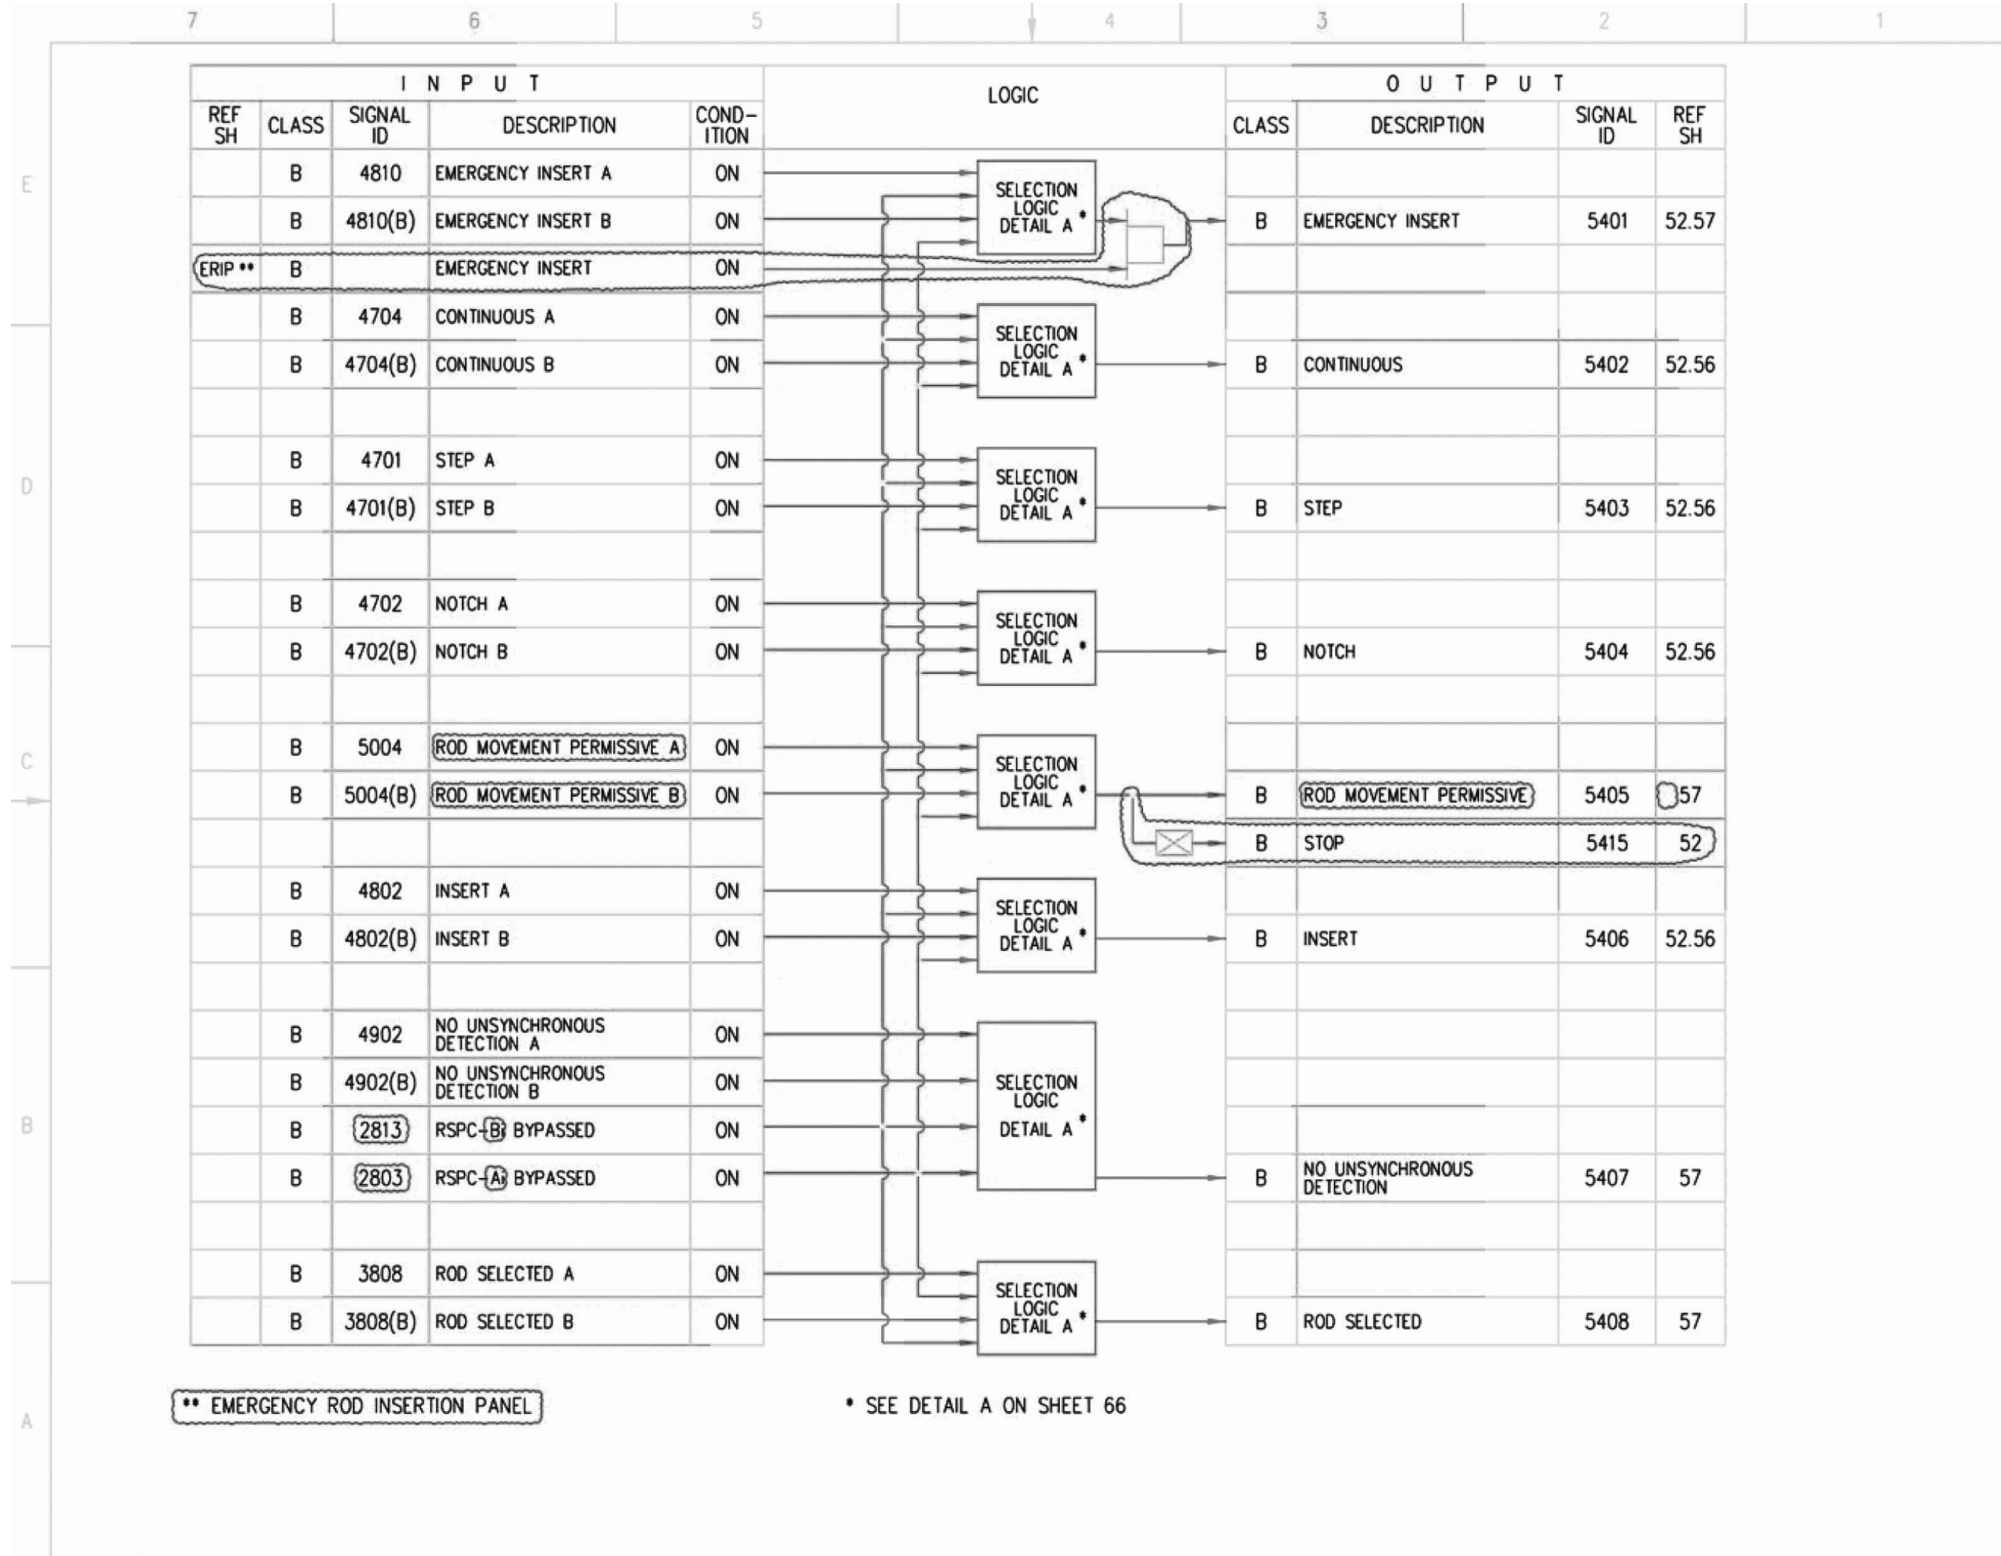 7 6 5 4 3 2 1
I N P U T
LOGIC
O U T P U T
REF SH CLASS SIGNAL ID DESCRIPTION COND-ITION
CLASS DESCRIPTION SIGNAL ID REF SH
E
B 4810 EMERGENCY INSERT A ON
SELECTION
LOGIC
DETAIL A *
B 4810(B) EMERGENCY INSERT B ON
B EMERGENCY INSERT 5401 52.57
ERIP ** B EMERGENCY INSERT ON
B 4704 CONTINUOUS A ON
SELECTION
LOGIC
DETAIL A *
B 4704(B) CONTINUOUS B ON
B CONTINUOUS 5402 52.56
D
B 4701 STEP A ON
SELECTION
LOGIC
DETAIL A *
B 4701(B) STEP B ON
B STEP 5403 52.56
B 4702 NOTCH A ON
SELECTION
LOGIC
DETAIL A *
B 4702(B) NOTCH B ON
B NOTCH 5404 52.56
C
B 5004 ROD MOVEMENT PERMISSIVE A ON
SELECTION
LOGIC
DETAIL A *
B 5004(B) ROD MOVEMENT PERMISSIVE B ON
B ROD MOVEMENT PERMISSIVE 5405 57
B STOP 5415 52
B 4802 INSERT A ON
SELECTION
LOGIC
DETAIL A *
B 4802(B) INSERT B ON
B INSERT 5406 52.56
B 4902 NO UNSYNCHRONOUS
DETECTION A ON
B 4902(B) NO UNSYNCHRONOUS
DETECTION B ON
SELECTION
LOGIC
DETAIL A *
B
B 2813 RSPC-B BYPASSED ON
B 2803 RSPC-A BYPASSED ON
B NO UNSYNCHRONOUS
DETECTION 5407 57
B 3808 ROD SELECTED A ON
SELECTION
LOGIC
DETAIL A *
B 3808(B) ROD SELECTED B ON
B ROD SELECTED 5408 57
A
** EMERGENCY ROD INSERTION PANEL
* SEE DETAIL A ON SHEET 66